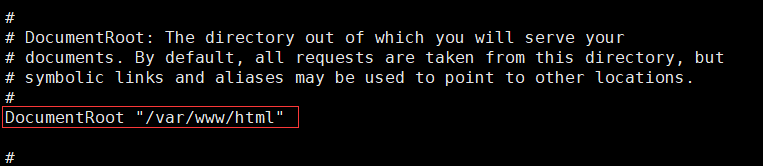 #
# DocumentRoot: The directory out of which you will serve your
# documents. By default, all requests are taken from this directory, but
# symbolic links and aliases may be used to point to other locations.
#
DocumentRoot "/var/www/html"
#